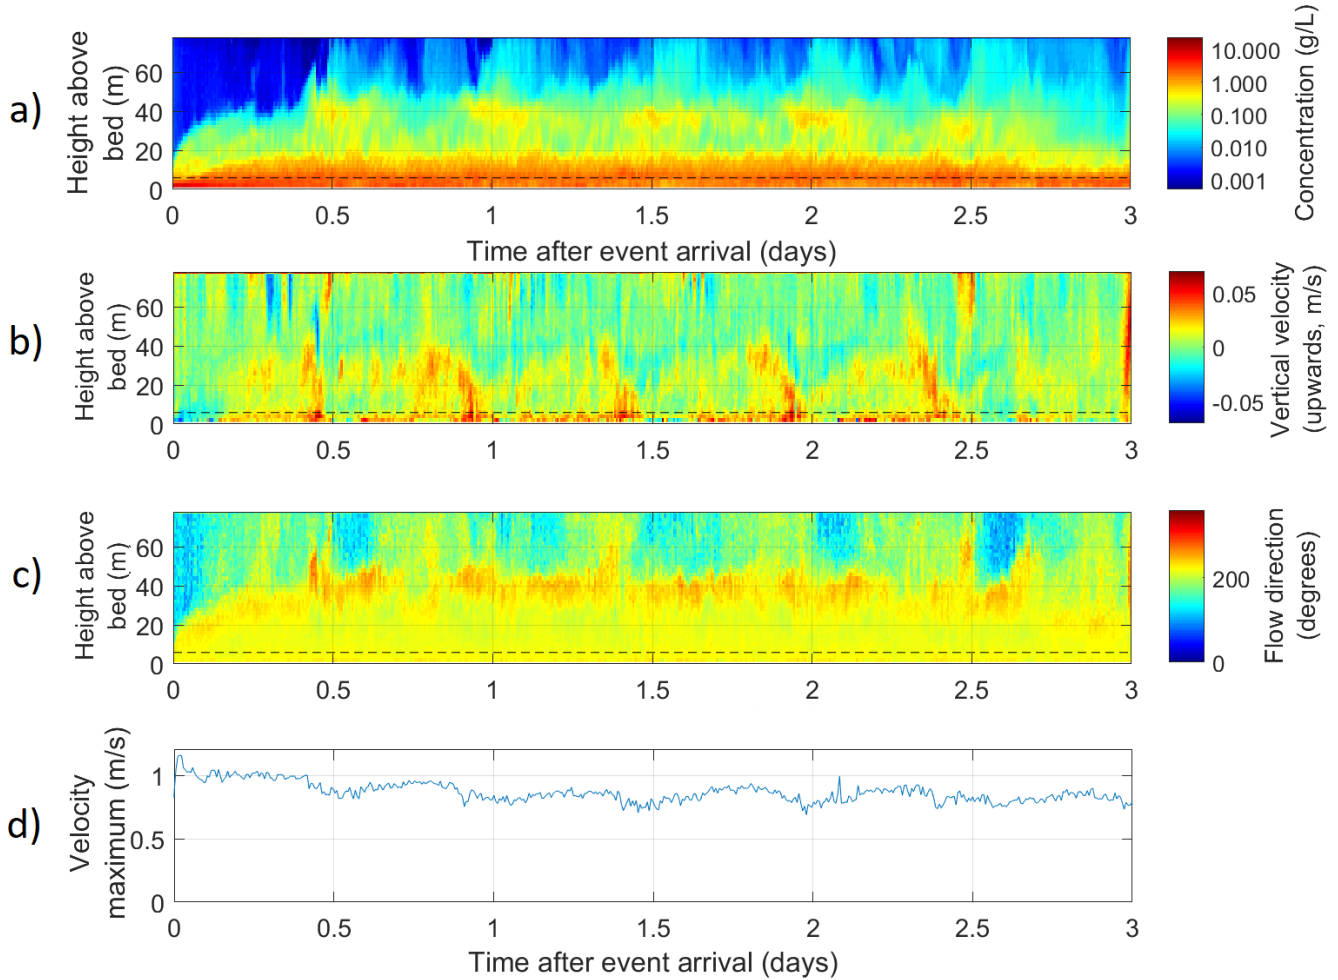 a)
Height above
bed (m)
60
40
20
0
0
0.5
1
1.5
2
2.5
3
Time after event arrival (days)
10.000
1.000
0.100
0.010
0.001
Concentration (g/L)
b)
Height above
bed (m)
60
40
20
0
0
0.5
1
1.5
2
2.5
3
0.05
0
-0.05
Vertical velocity
(upwards, m/s)
c)
Height above
bed (m)
60
40
20
0
0
0.5
1
1.5
2
2.5
3
200
0
Flow direction
(degrees)
d)
Velocity
maximum (m/s)
1
0.5
0
0
0.5
1
1.5
2
2.5
3
Time after event arrival (days)